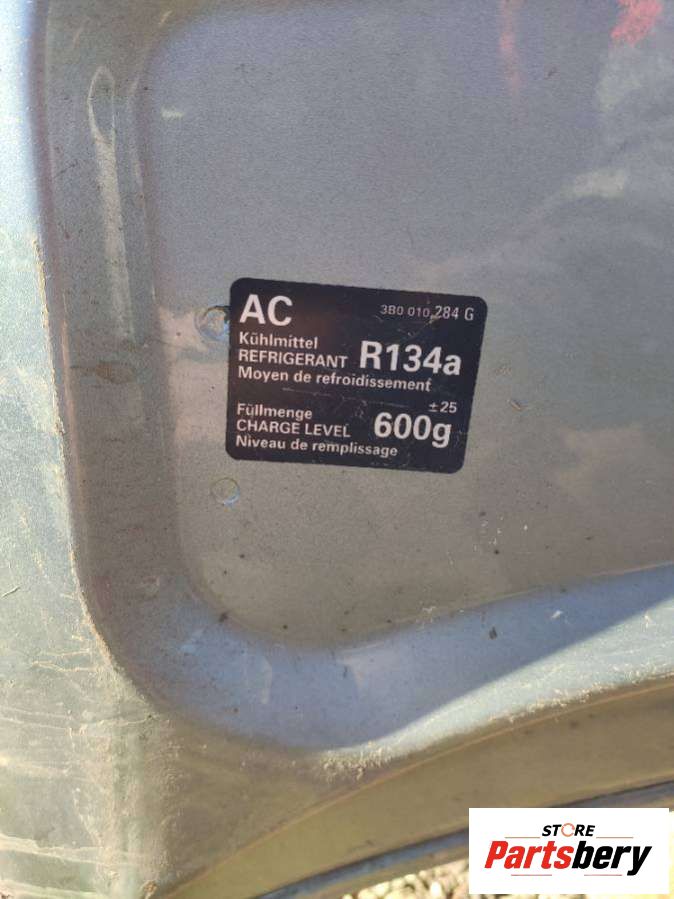 AC 3B0 010 284 G
Kühlmittel
REFRIGERANT R134a
Moyen de refroidissement
± 25
Füllmenge
CHARGE LEVEL 600g
Niveau de remplissage
STORE
Partsbery